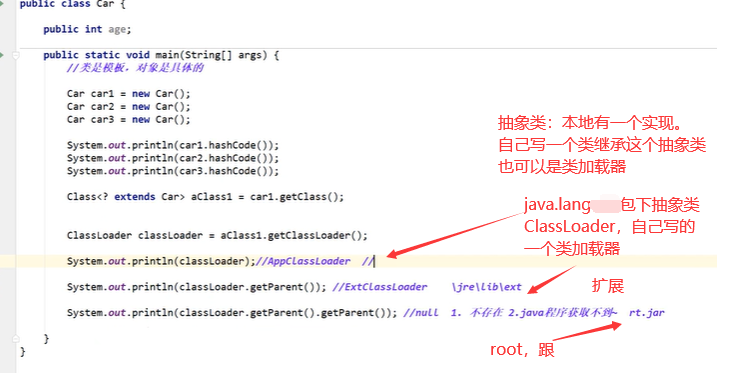 public class Car {
public int age;
public static void main(String[] args) {
//类是模板，对象是具体的
Car car1 = new Car();
Car car2 = new Car();
Car car3 = new Car();
System.out.println(car1.hashCode());
System.out.println(car2.hashCode());
System.out.println(car3.hashCode());
Class<? extends Car> aClass1 = car1.getClass();
ClassLoader classLoader = aClass1.getClassLoader();
System.out.println(classLoader);//AppClassLoader //
System.out.println(classLoader.getParent()); //ExtClassLoader \jre\lib\ext
System.out.println(classLoader.getParent().getParent()); //null 1. 不存在 2.java程序获取不到~ rt.jar
}
}
抽象类：本地有一个实现。
自己写一个类继承这个抽象类
也可以是类加载器
java.lang 包下抽象类
ClassLoader，自己写的
一个类加载器
扩展
root，跟